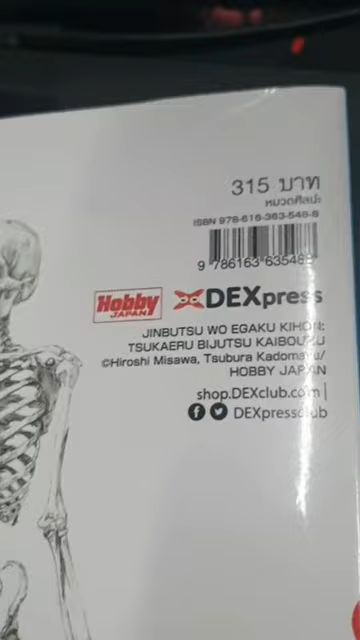 315 บาท
หมวดศิลปะ
ISBN 978-616-363-548-8
9 786163 635488
Hobby JAPAN
DEXpress
JINBUTSU WO EGAKU KIHON:
TSUKAERU BIJUTSU KAIBOUZU
©Hiroshi Misawa, Tsubura Kadomaru/
HOBBY JAPAN
shop.DEXclub.com|
DEXpressclub